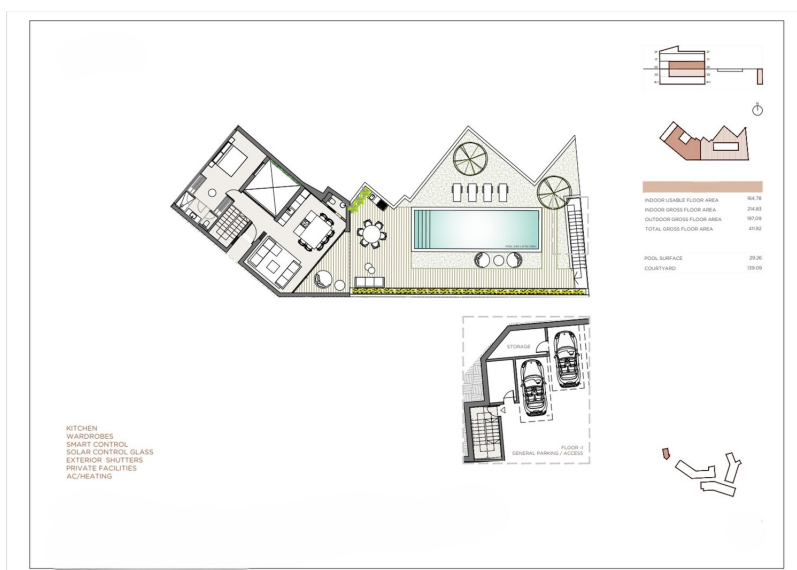 N
INDOOR USABLE FLOOR AREA 164.78
INDOOR GROSS FLOOR AREA 214.83
OUTDOOR GROSS FLOOR AREA 197.09
TOTAL GROSS FLOOR AREA 411.92
POOL SURFACE 29.26
COURTYARD 139.09
STORAGE
FLOOR -1
GENERAL PARKING / ACCESS
KITCHEN
WARDROBES
SMART CONTROL
SOLAR CONTROL GLASS
EXTERIOR SHUTTERS
PRIVATE FACILITIES
AC/HEATING